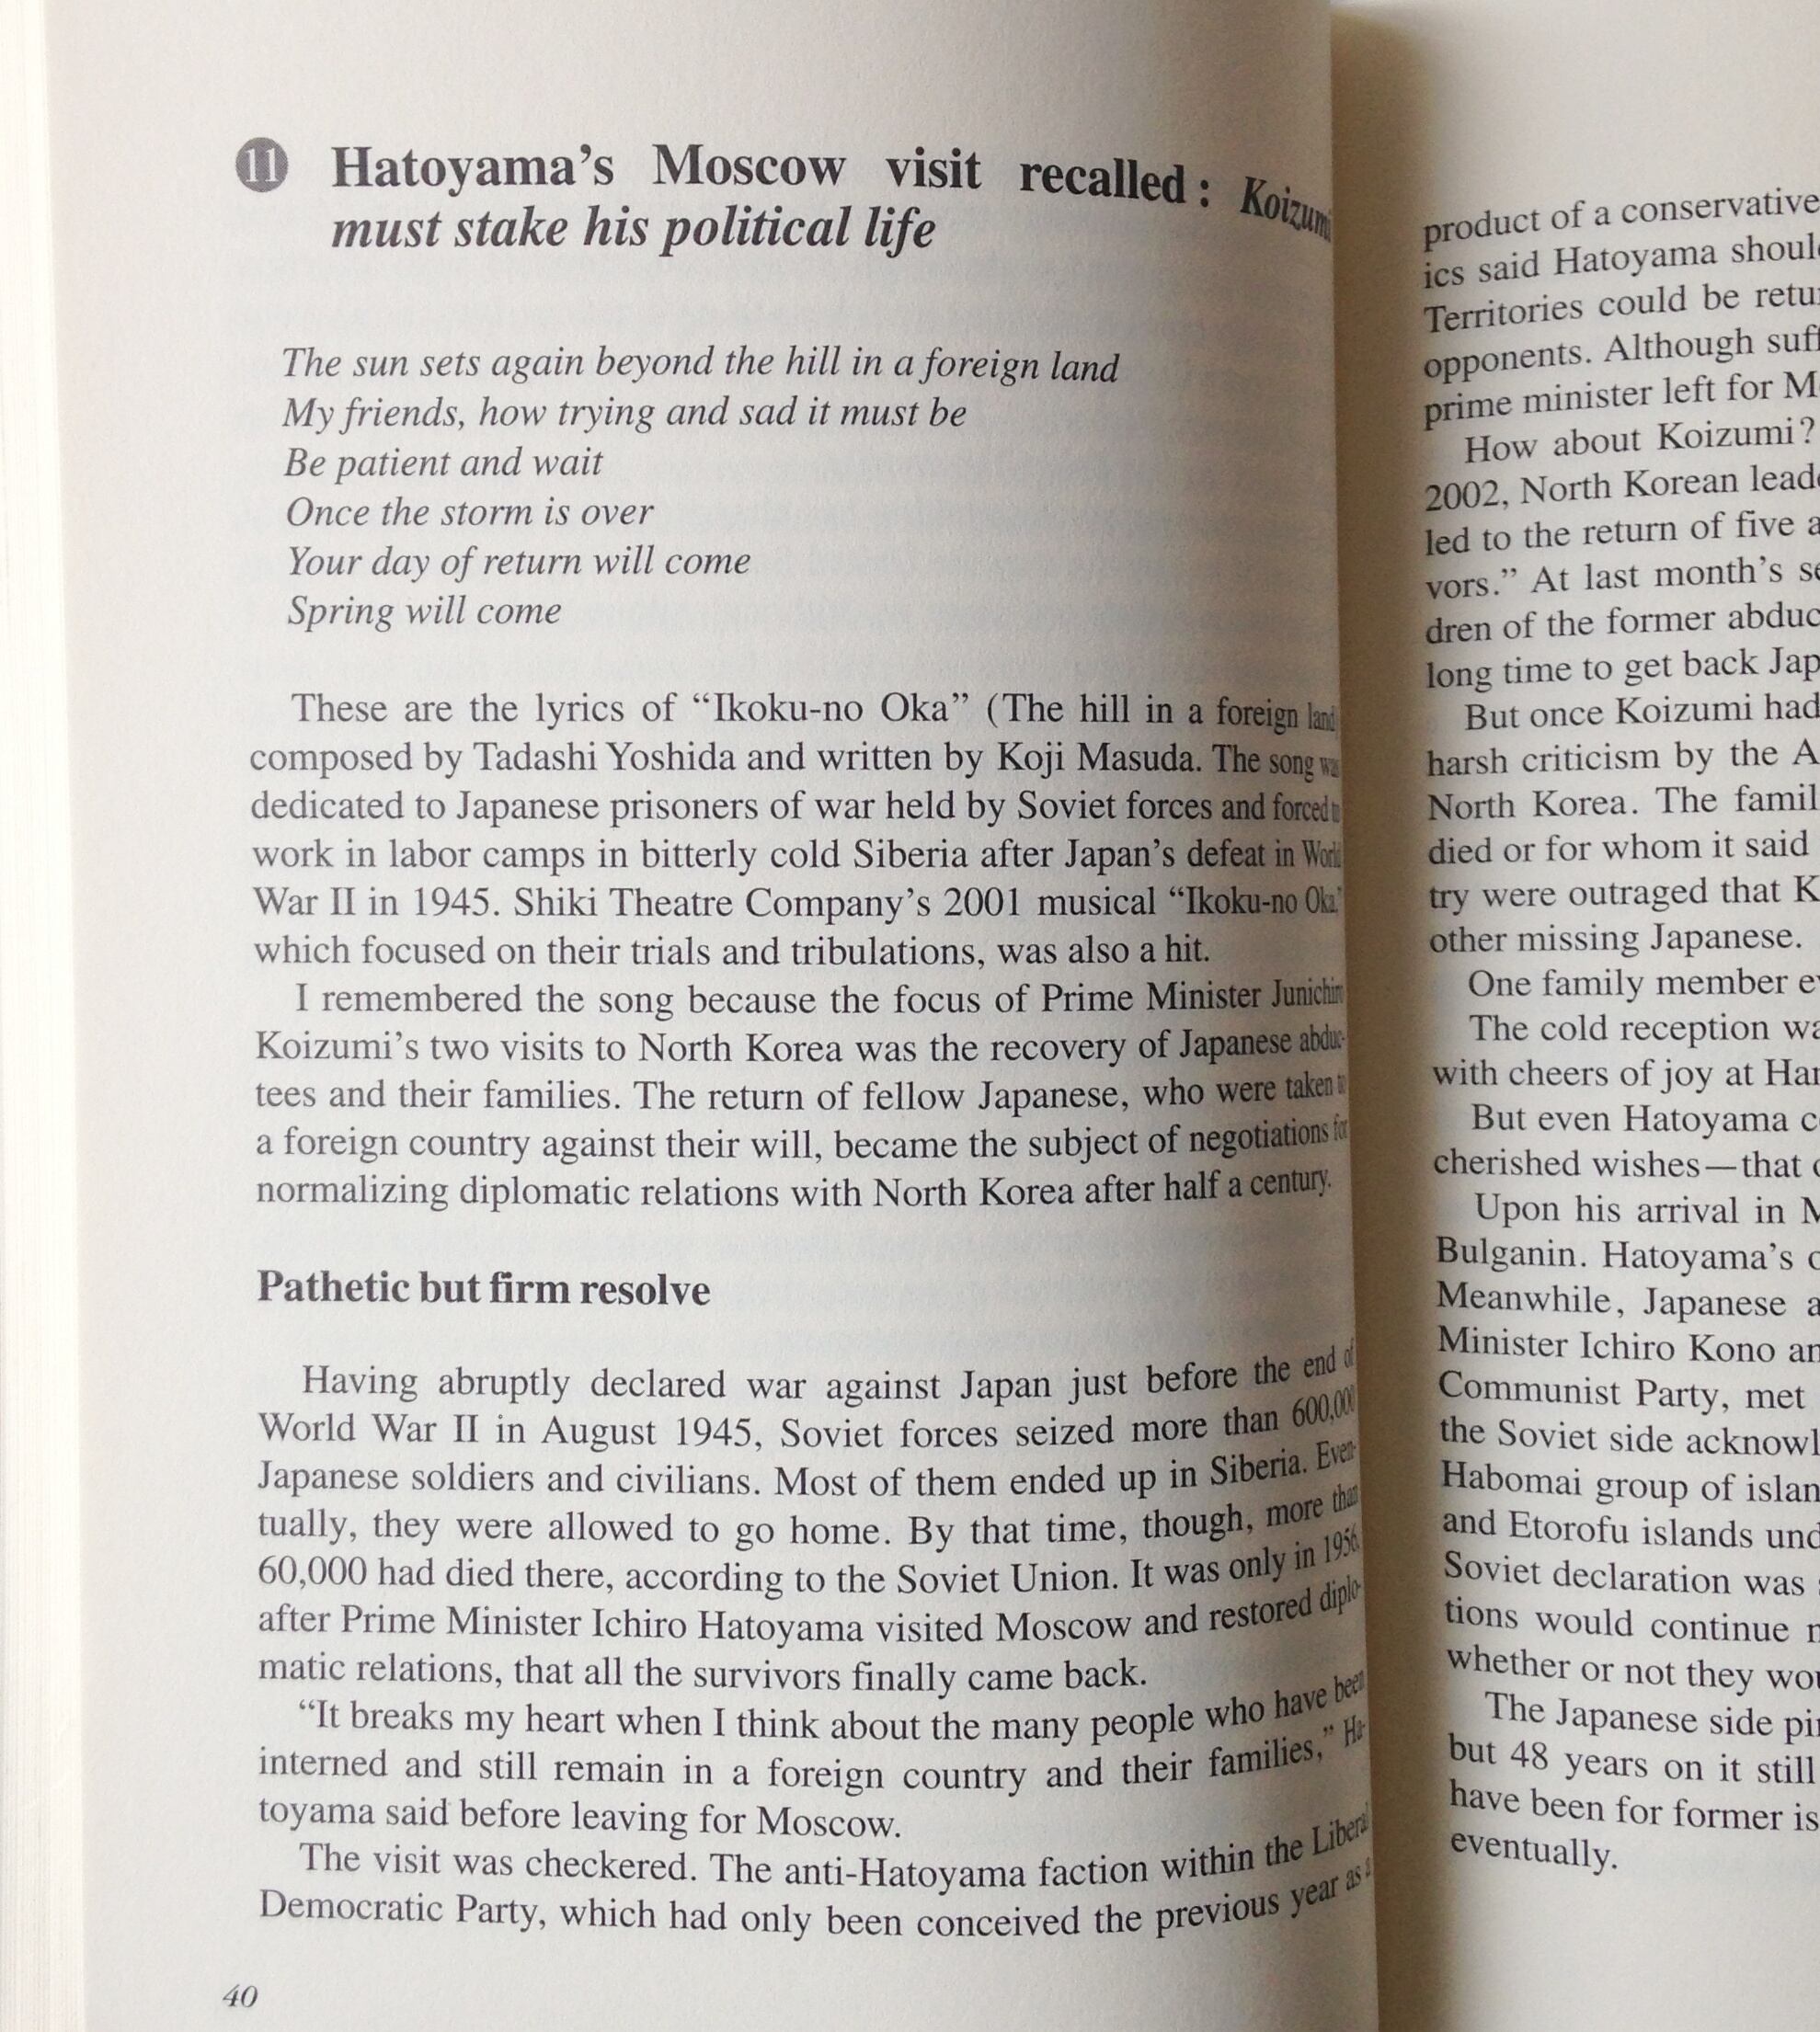 11 Hatoyama's Moscow visit recalled: Koizumi
must stake his political life
The sun sets again beyond the hill in a foreign land
My friends, how trying and sad it must be
Be patient and wait
Once the storm is over
Your day of return will come
Spring will come
These are the lyrics of “Ikoku-no Oka” (The hill in a foreign land
composed by Tadashi Yoshida and written by Koji Masuda. The song was
dedicated to Japanese prisoners of war held by Soviet forces and forced to
work in labor camps in bitterly cold Siberia after Japan's defeat in World
War II in 1945. Shiki Theatre Company's 2001 musical “Ikoku-no Oka,”
which focused on their trials and tribulations, was also a hit.
I remembered the song because the focus of Prime Minister Junichiro
Koizumi's two visits to North Korea was the recovery of Japanese abduc-
tees and their families. The return of fellow Japanese, who were taken to
a foreign country against their will, became the subject of negotiations for
normalizing diplomatic relations with North Korea after half a century.
Pathetic but firm resolve
Having abruptly declared war against Japan just before the end of
World War II in August 1945, Soviet forces seized more than 600,000
Japanese soldiers and civilians. Most of them ended up in Siberia. Even-
tually, they were allowed to go home. By that time, though, more than
60,000 had died there, according to the Soviet Union. It was only in 1956,
after Prime Minister Ichiro Hatoyama visited Moscow and restored diplo-
matic relations, that all the survivors finally came back.
“It breaks my heart when I think about the many people who have been
interned and still remain in a foreign country and their families,” Ha-
toyama said before leaving for Moscow.
The visit was checkered. The anti-Hatoyama faction within the Liberal
Democratic Party, which had only been conceived the previous year as a
40
product of a conservative
ics said Hatoyama
Territories could be
opponents. Although
prime minister left for
How about Koizumi?
2002, North Korean
led to the return of five
vors.” At last month's
dren of the former
long time to get back
But once Koizumi had
harsh criticism by the
North Korea. The
died or for whom it said
try were outraged that
other missing Japanese.
One family member
The cold reception
with cheers of joy at
But even Hatoyama
cherished wishes—that
Upon his arrival in
Bulganin. Hatoyama's
Meanwhile, Japanese
Minister Ichiro Kono
Communist Party, met
the Soviet side
Habomai group of
and Etorofu islands
Soviet declaration was
tions would continue
whether or not they
The Japanese side
but 48 years on it still
have been for former
eventually.